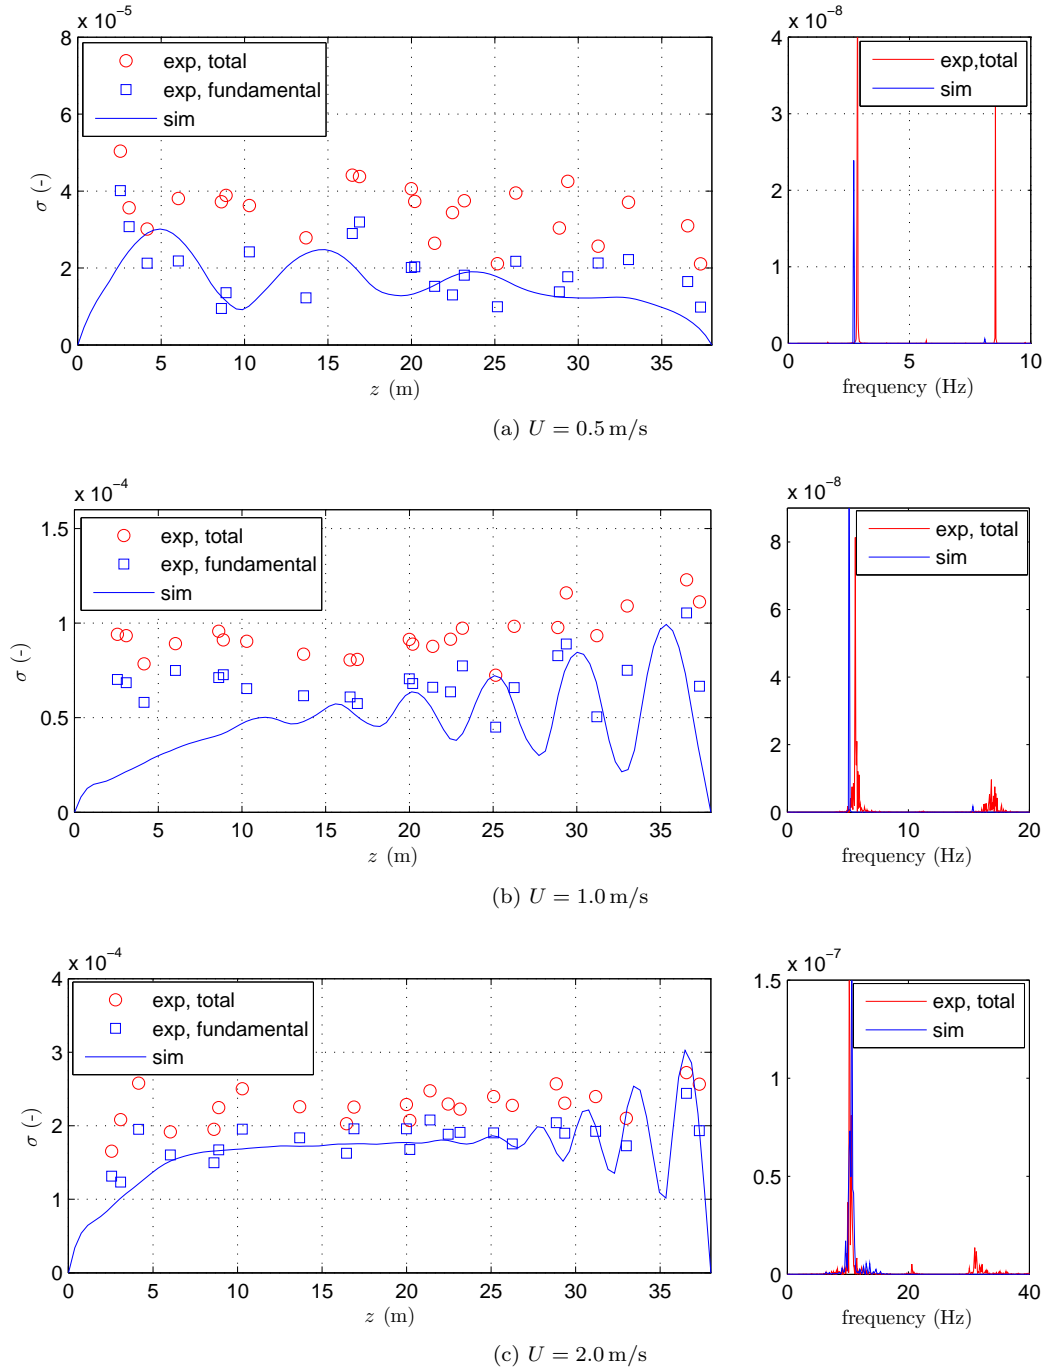 x 10⁻⁵
8
6
4
2
0
σ (-)
exp, total
exp, fundamental
sim
0 5 10 15 20 25 30 35
z (m)
x 10⁻⁸
4
3
2
1
0
exp,total
sim
0 5 10
frequency (Hz)
(a) U = 0.5 m/s
x 10⁻⁴
1.5
1
0.5
0
σ (-)
exp, total
exp, fundamental
sim
0 5 10 15 20 25 30 35
z (m)
x 10⁻⁸
8
6
4
2
0
exp, total
sim
0 10 20
frequency (Hz)
(b) U = 1.0 m/s
x 10⁻⁴
4
3
2
1
0
σ (-)
exp, total
exp, fundamental
sim
0 5 10 15 20 25 30 35
z (m)
x 10⁻⁷
1.5
1
0.5
0
exp, total
sim
0 20 40
frequency (Hz)
(c) U = 2.0 m/s